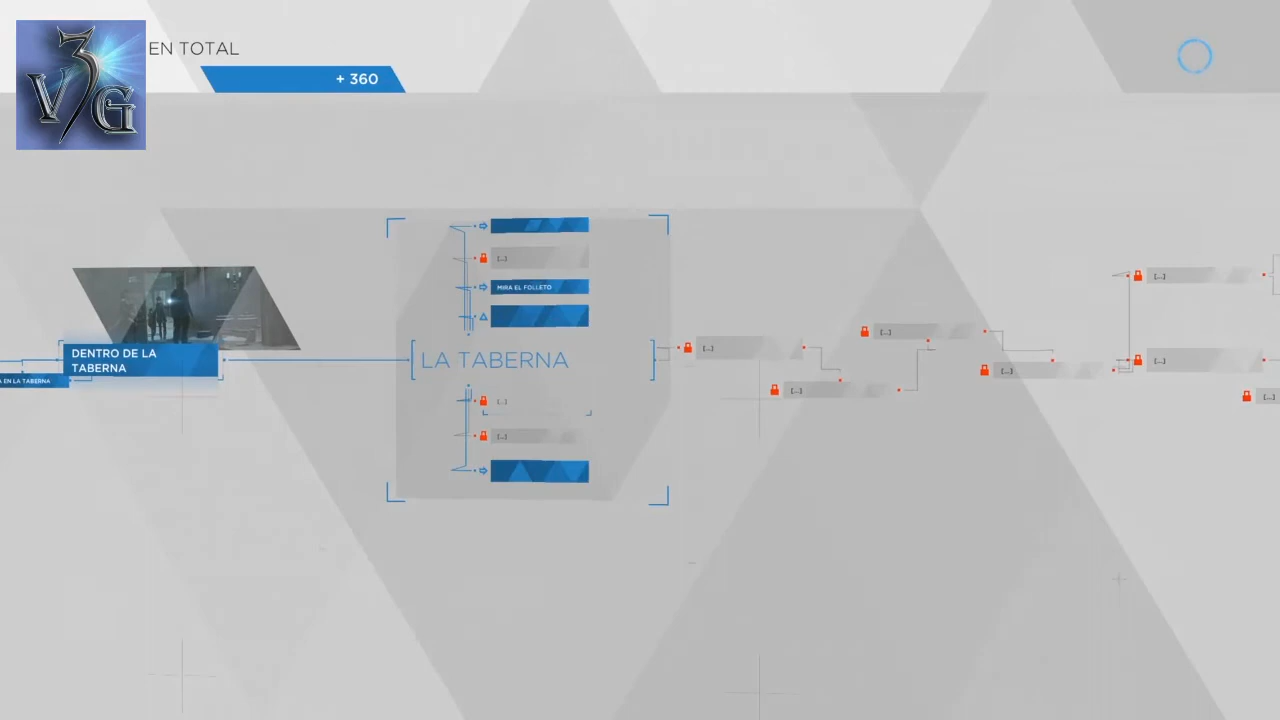 V3G
EN TOTAL
+ 360
MIRA EL FOLLETO
[...]
DENTRO DE LA
TABERNA
EN LA TABERNA
LA TABERNA
[...]
[...]
[...]
[...]
[...]
[...]
[...]
[...]
[...]
[...]